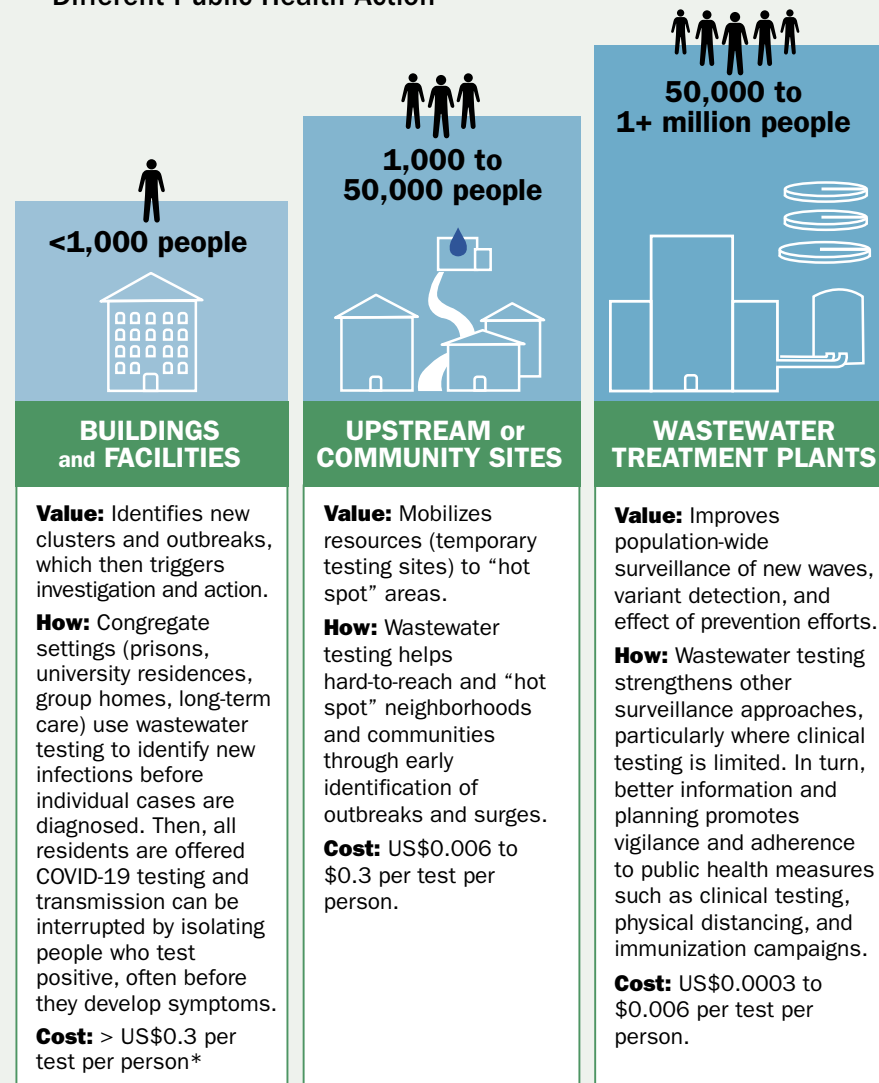 Different Public Health Action
<1,000 people
BUILDINGS
and FACILITIES
Value: Identifies new
clusters and outbreaks,
which then triggers
investigation and action.
How: Congregate
settings (prisons,
university residences,
group homes, long-term
care) use wastewater
testing to identify new
infections before
individual cases are
diagnosed. Then, all
residents are offered
COVID-19 testing and
transmission can be
interrupted by isolating
people who test
positive, often before
they develop symptoms.
Cost: > US$0.3 per
test per person*
1,000 to
50,000 people
UPSTREAM or
COMMUNITY SITES
Value: Mobilizes
resources (temporary
testing sites) to “hot
spot” areas.
How: Wastewater
testing helps
hard-to-reach and “hot
spot” neighborhoods
and communities
through early
identification of
outbreaks and surges.
Cost: US$0.006 to
$0.3 per test per
person.
50,000 to
1+ million people
WASTEWATER
TREATMENT PLANTS
Value: Improves
population-wide
surveillance of new waves,
variant detection, and
effect of prevention efforts.
How: Wastewater testing
strengthens other
surveillance approaches,
particularly where clinical
testing is limited. In turn,
better information and
planning promotes
vigilance and adherence
to public health measures
such as clinical testing,
physical distancing, and
immunization campaigns.
Cost: US$0.0003 to
$0.006 per test per
person.